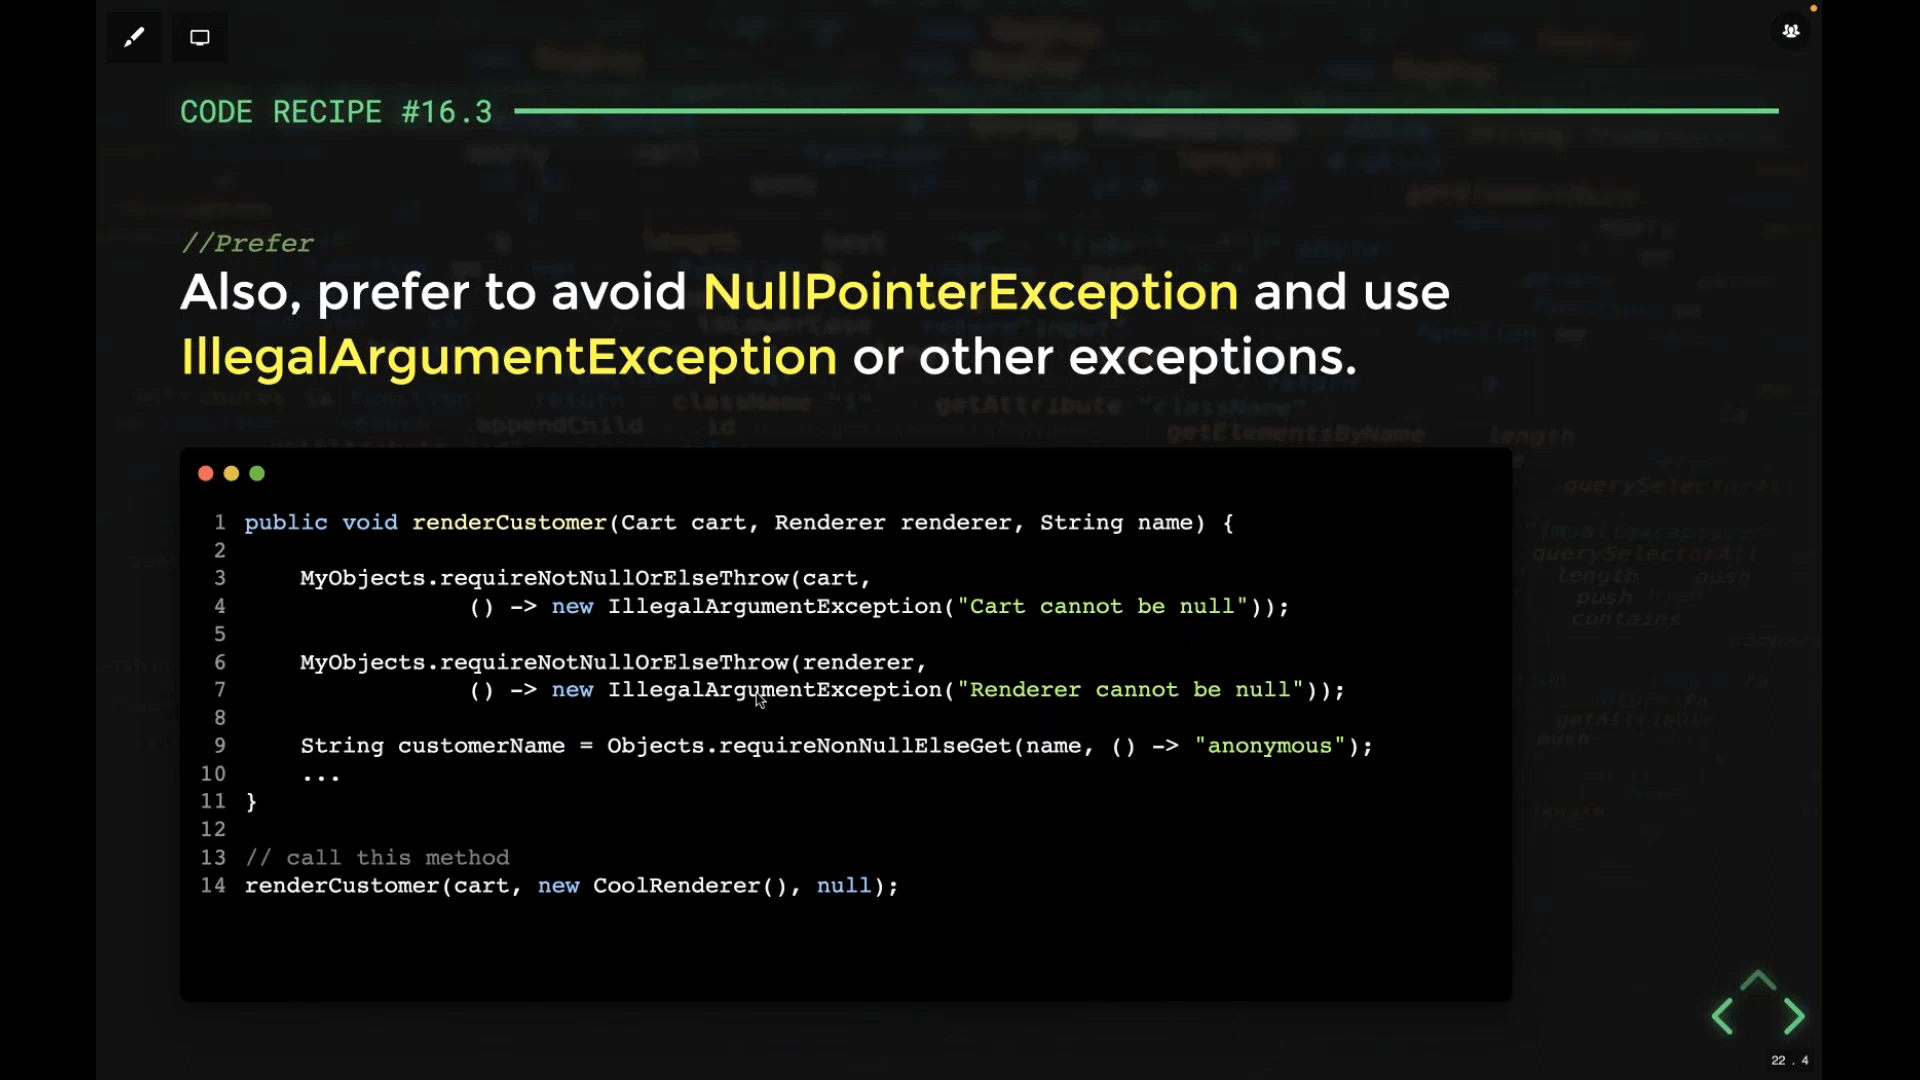 CODE RECIPE #16.3
//Prefer
Also, prefer to avoid NullPointerException and use
IllegalArgumentException or other exceptions.
1 public void renderCustomer(Cart cart, Renderer renderer, String name) {
2
3 MyObjects.requireNotNullOrElseThrow(cart,
4 () -> new IllegalArgumentException("Cart cannot be null"));
5
6 MyObjects.requireNotNullOrElseThrow(renderer,
7 () -> new IllegalArgumentException("Renderer cannot be null"));
8
9 String customerName = Objects.requireNonNullElseGet(name, () -> "anonymous");
10 ...
11 }
12
13 // call this method
14 renderCustomer(cart, new CoolRenderer(), null);
22 . 4